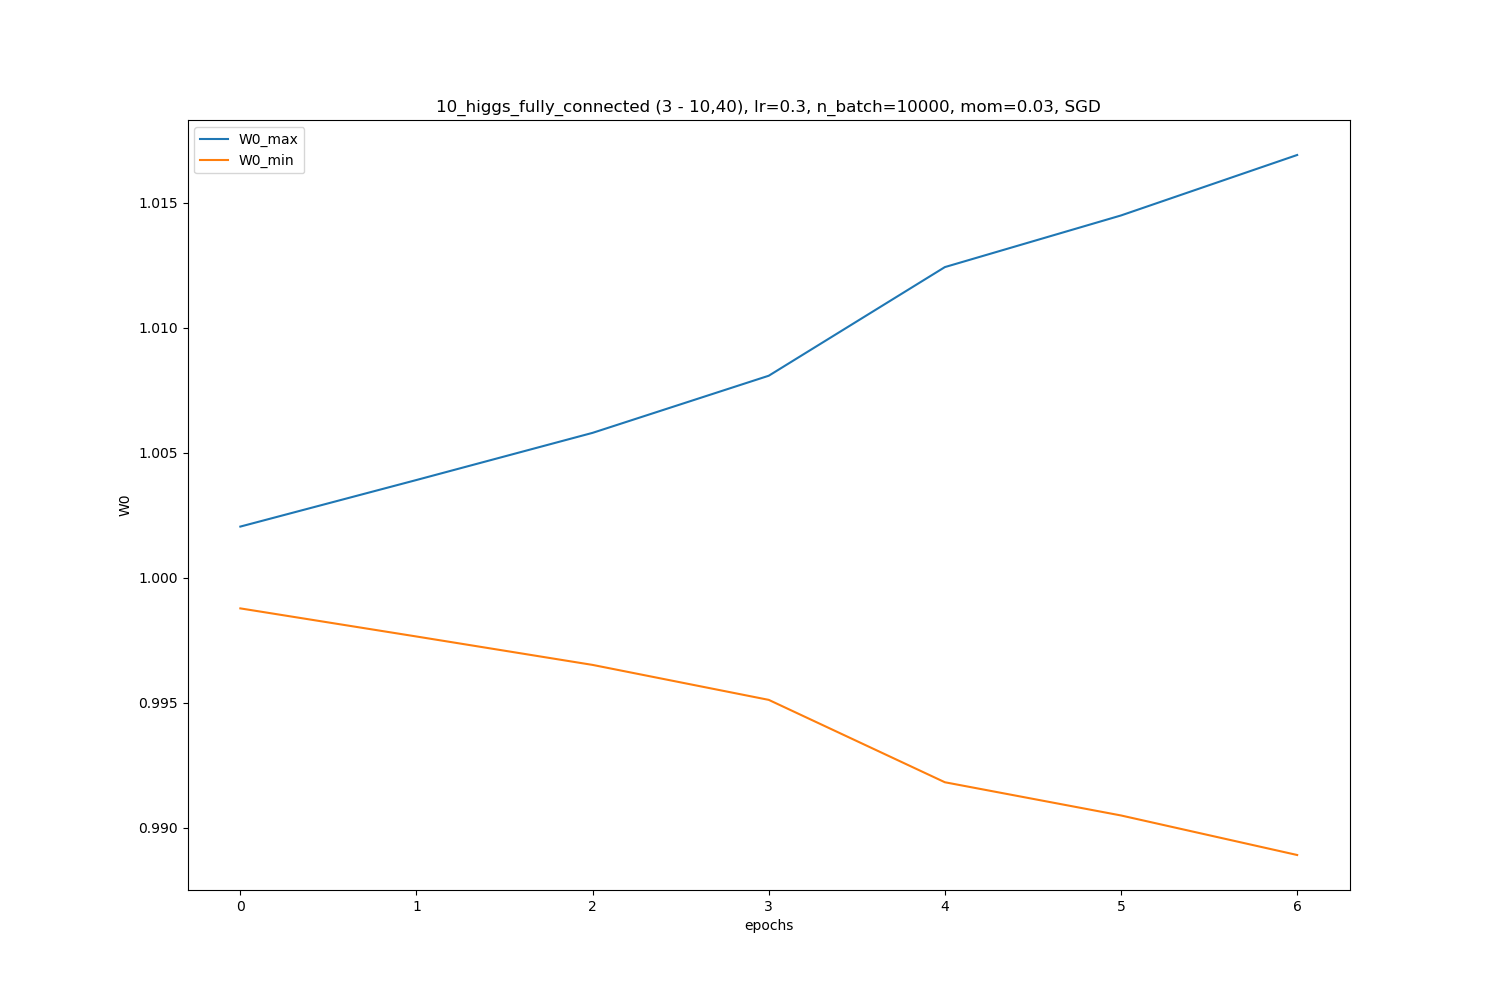 10_higgs_fully_connected (3 - 10,40), lr=0.3, n_batch=10000, mom=0.03, SGD
W0_max
W0_min
1.015
1.010
1.005
1.000
0.995
0.990
W0
0 1 2 3 4 5 6
epochs